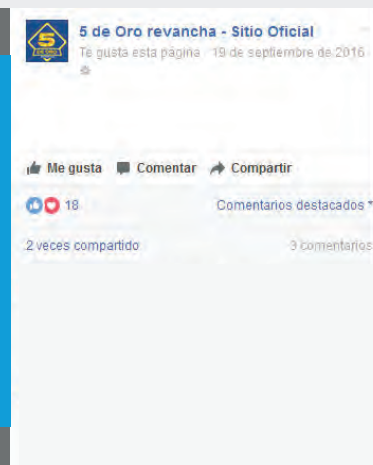 5 de Oro revancha - Sitio Oficial
Te gusta esta página · 19 de septiembre de 2016 ·
Me gusta Comentar Compartir
18 Comentarios destacados
2 veces compartido 3 comentarios